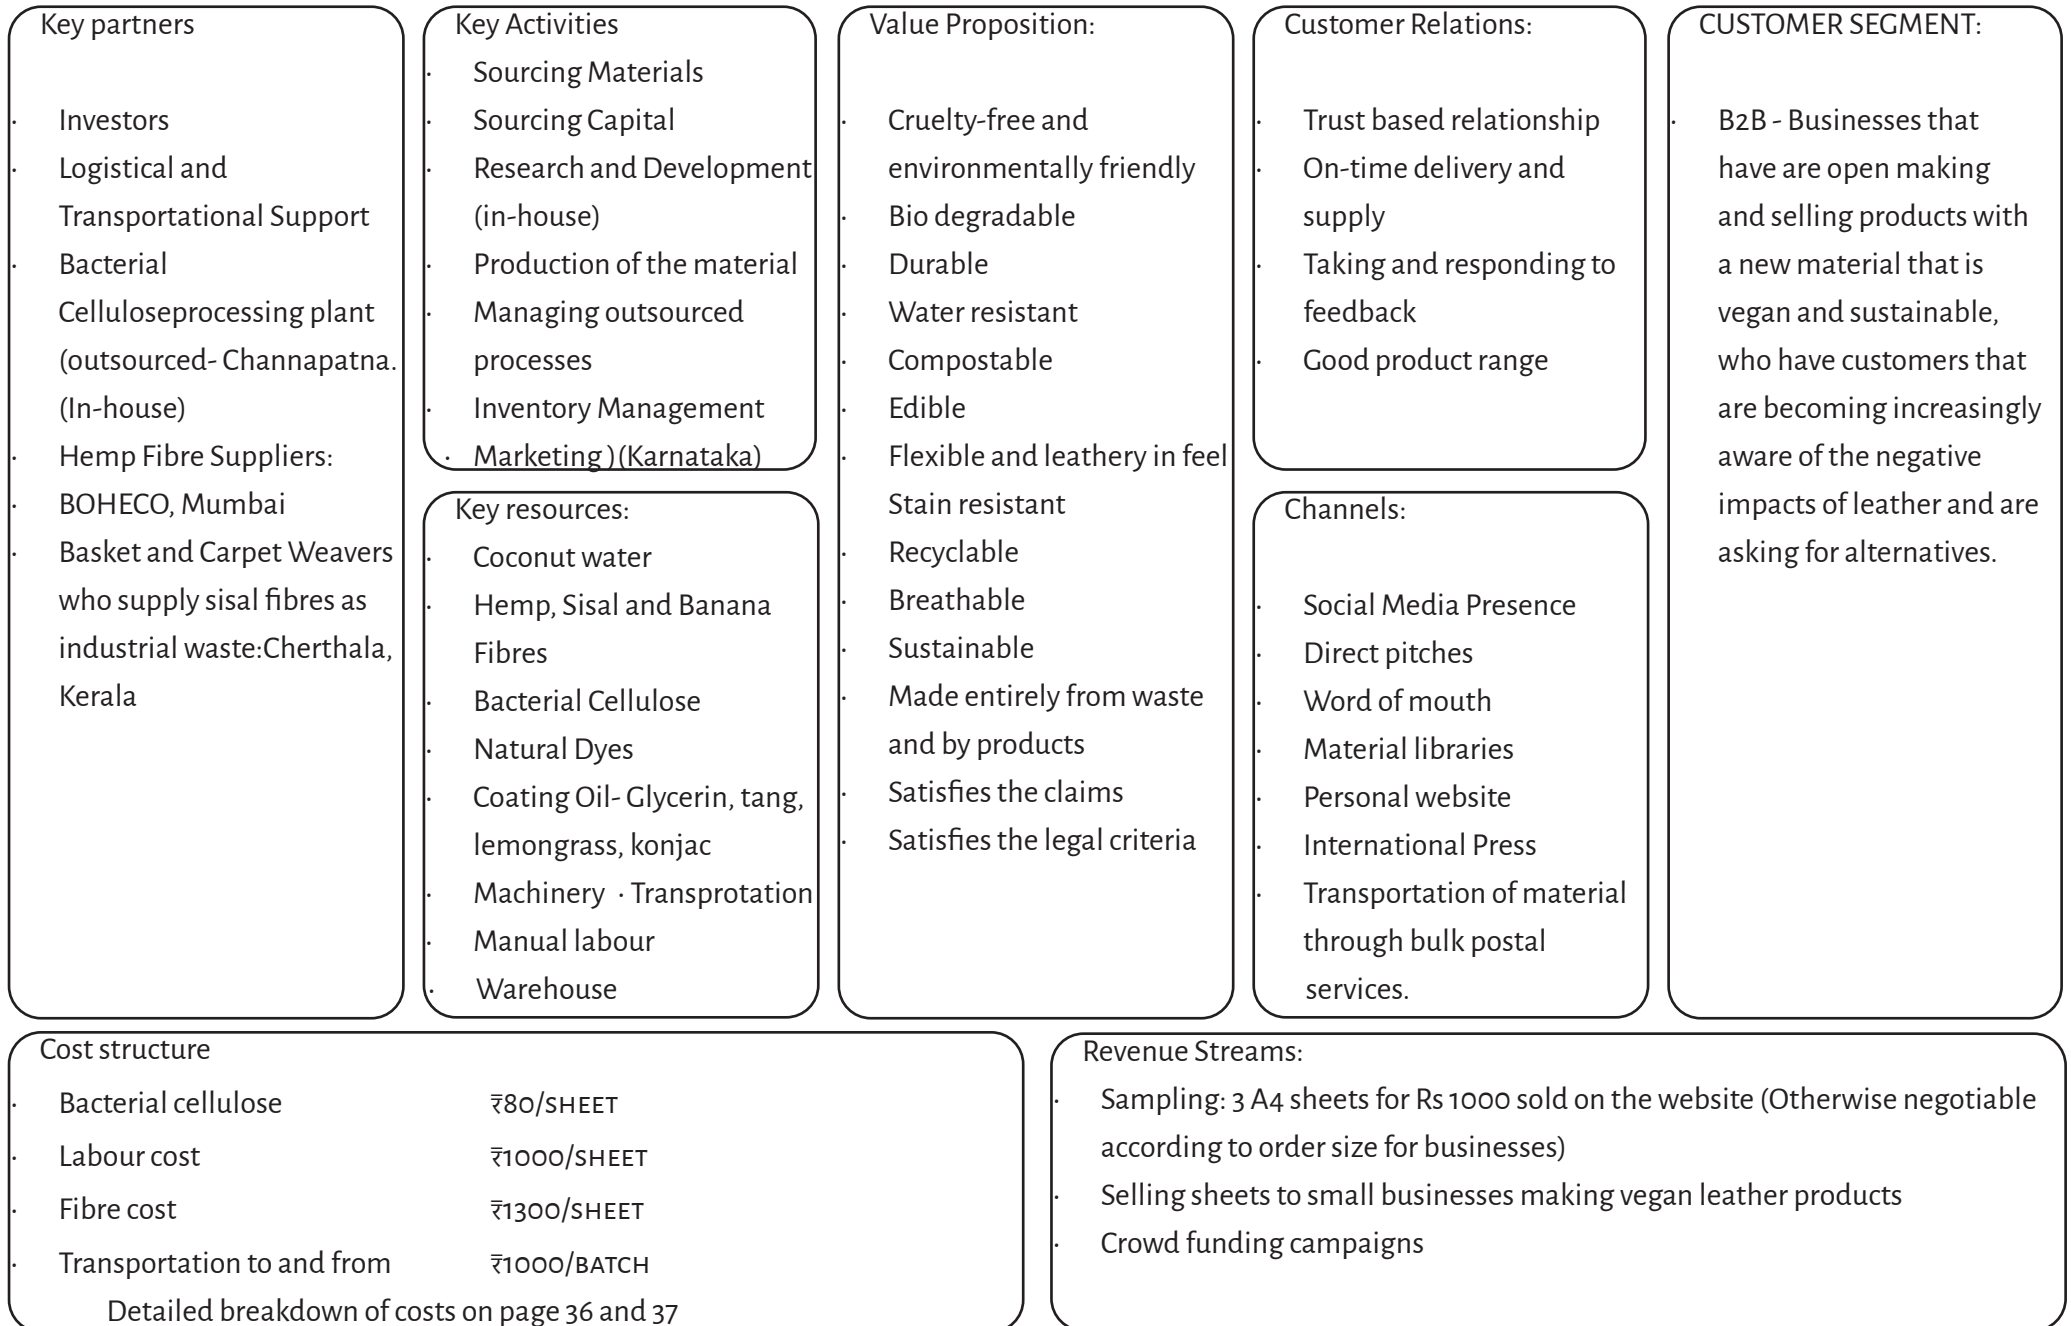 Key partners
· Investors
· Logistical and
Transportational Support
· Bacterial
Celluloseprocessing plant
(outsourced- Channapatna.
(In-house)
· Hemp Fibre Suppliers:
· BOHECO, Mumbai
· Basket and Carpet Weavers
who supply sisal fibres as
industrial waste:Cherthala,
Kerala
Key Activities
· Sourcing Materials
· Sourcing Capital
· Research and Development
(in-house)
· Production of the material
· Managing outsourced
processes
· Inventory Management
· Marketing )(Karnataka)
Key resources:
· Coconut water
· Hemp, Sisal and Banana
Fibres
· Bacterial Cellulose
· Natural Dyes
· Coating Oil- Glycerin, tang,
lemongrass, konjac
· Machinery · Transprotation
· Manual labour
· Warehouse
Value Proposition:
· Cruelty-free and
environmentally friendly
· Bio degradable
· Durable
· Water resistant
· Compostable
· Edible
· Flexible and leathery in feel
Stain resistant
· Recyclable
· Breathable
· Sustainable
· Made entirely from waste
and by products
· Satisfies the claims
· Satisfies the legal criteria
Customer Relations:
· Trust based relationship
· On-time delivery and
supply
· Taking and responding to
feedback
· Good product range
Channels:
· Social Media Presence
· Direct pitches
· Word of mouth
· Material libraries
· Personal website
· International Press
· Transportation of material
through bulk postal
services.
CUSTOMER SEGMENT:
· B2B - Businesses that
have are open making
and selling products with
a new material that is
vegan and sustainable,
who have customers that
are becoming increasingly
aware of the negative
impacts of leather and are
asking for alternatives.
Cost structure
· Bacterial cellulose ₹80/SHEET
· Labour cost ₹1000/SHEET
· Fibre cost ₹1300/SHEET
· Transportation to and from ₹1000/BATCH
Detailed breakdown of costs on page 36 and 37
Revenue Streams:
· Sampling: 3 A4 sheets for Rs 1000 sold on the website (Otherwise negotiable
according to order size for businesses)
· Selling sheets to small businesses making vegan leather products
· Crowd funding campaigns